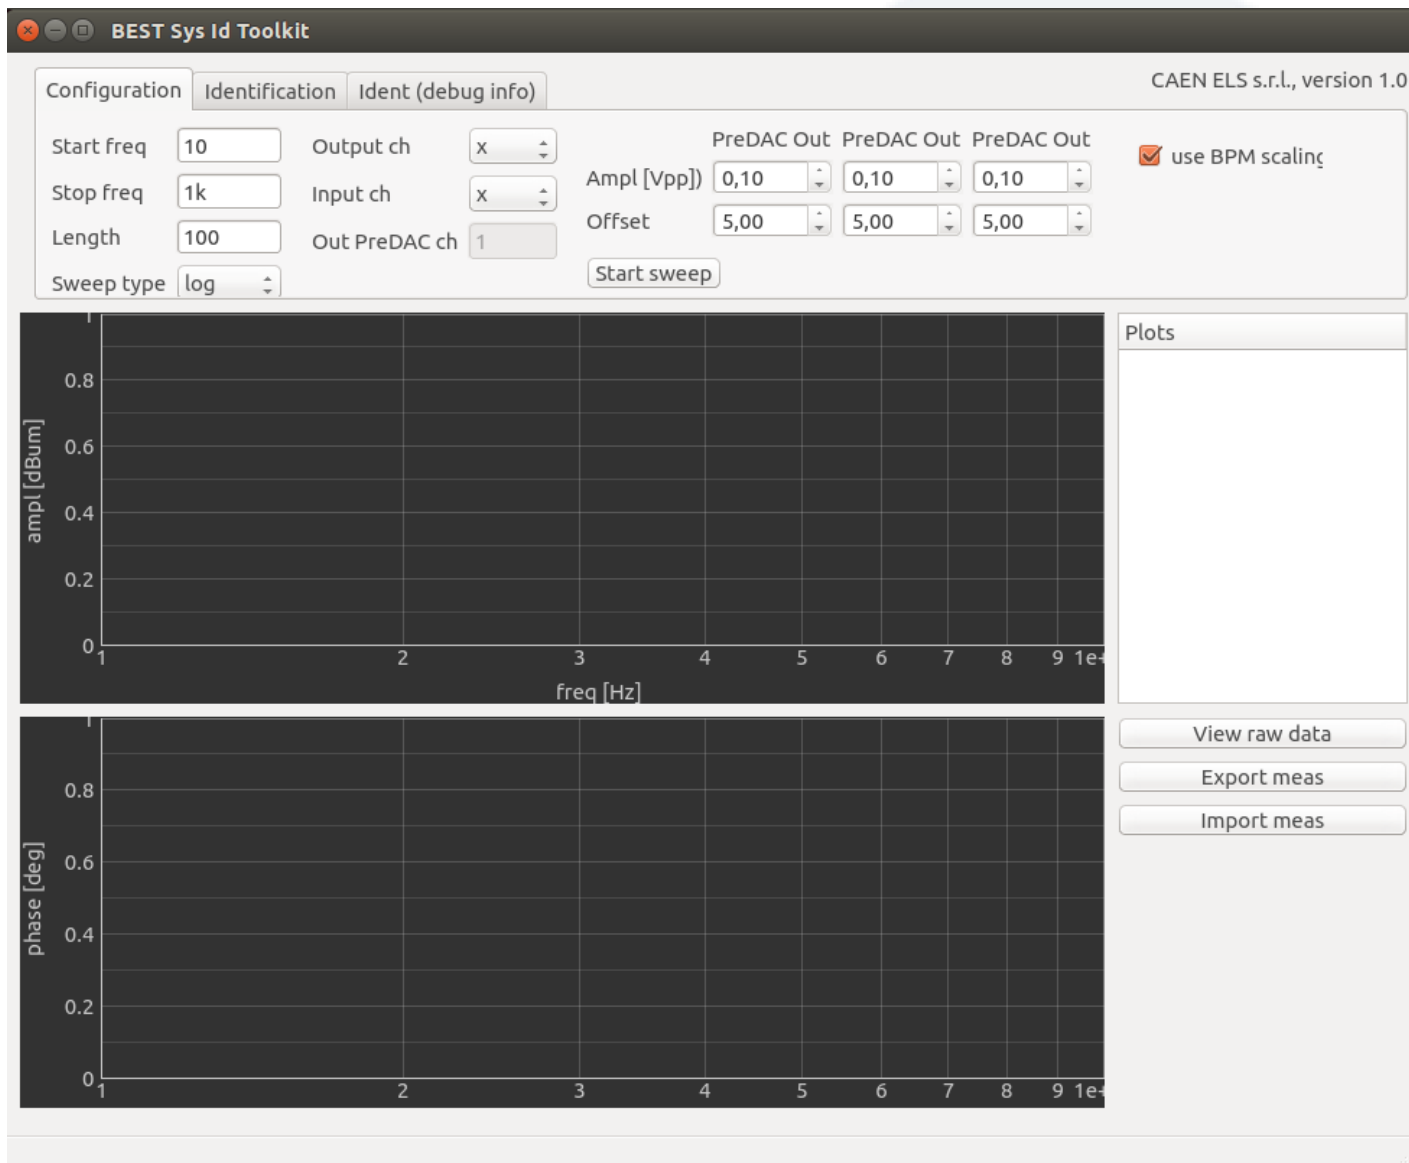 BEST Sys Id Toolkit
Configuration Identification Ident (debug info)
CAEN ELS s.r.l., version 1.0
Start freq 10
Stop freq 1k
Length 100
Sweep type log
Output ch x
Input ch x
Out PreDAC ch 1
PreDAC Out PreDAC Out PreDAC Out
Ampl [Vpp]) 0,10 0,10 0,10
Offset 5,00 5,00 5,00
Start sweep
use BPM scaling
ampl [dBum]
1
0.8
0.6
0.4
0.2
0
1 2 3 4 5 6 7 8 9 1e+
freq [Hz]
Plots
phase [deg]
1
0.8
0.6
0.4
0.2
0
1 2 3 4 5 6 7 8 9 1e+
View raw data
Export meas
Import meas